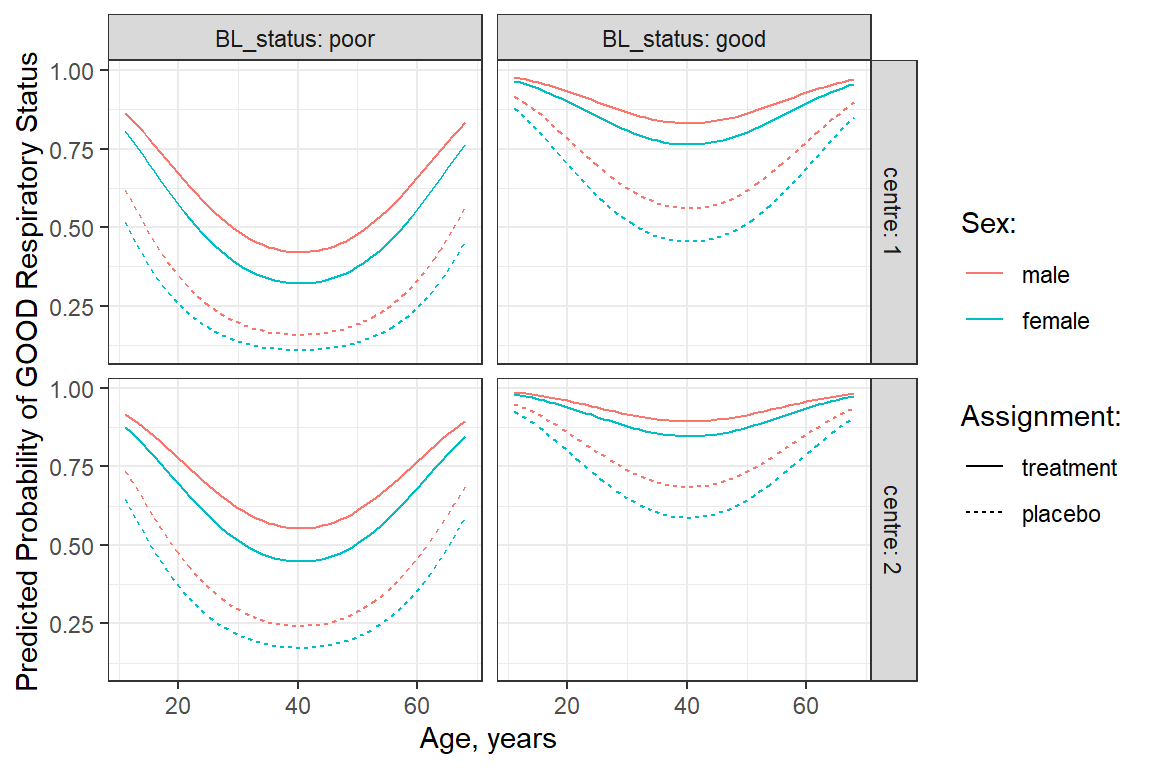 BL_status: poor
BL_status: good
Predicted Probability of GOOD Respiratory Status
1.00
0.75
0.50
0.25
centre: 1
1.00
0.75
0.50
0.25
centre: 2
20
40
60
20
40
60
Age, years
Sex:
male
female
Assignment:
treatment
placebo